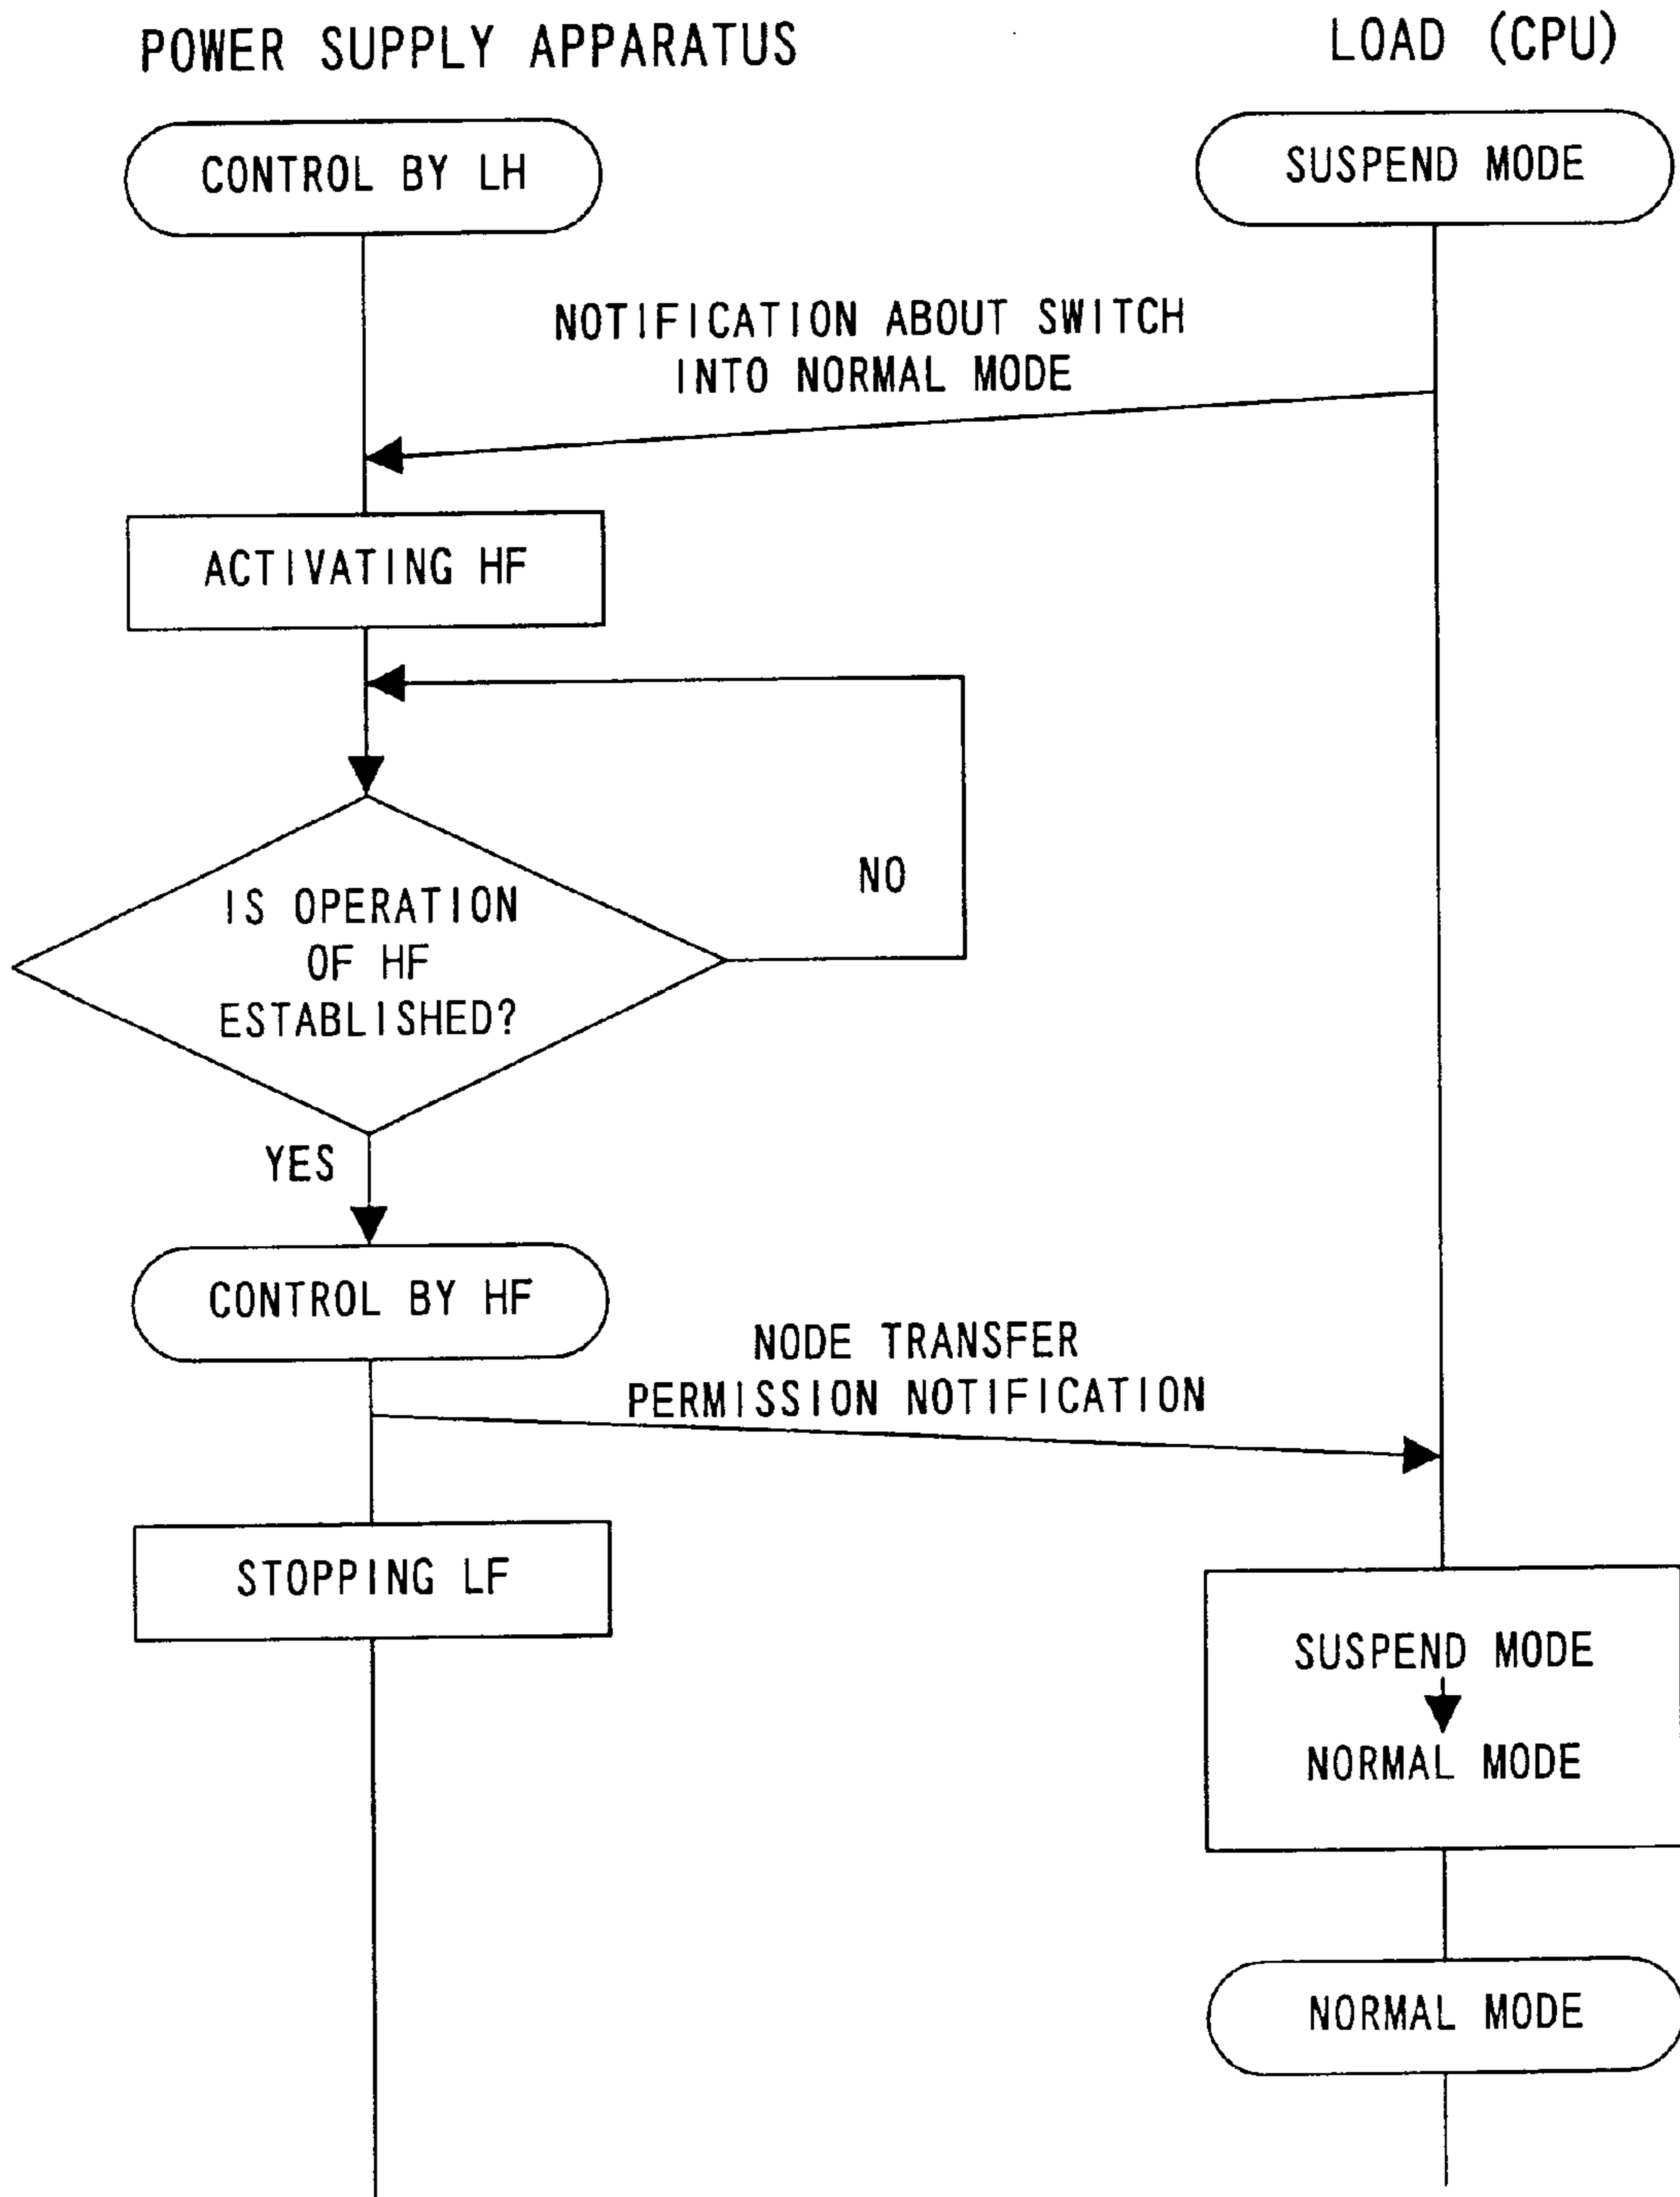 POWER SUPPLY APPARATUS
LOAD (CPU)
CONTROL BY LH
SUSPEND MODE
NOTIFICATION ABOUT SWITCH
INTO NORMAL MODE
ACTIVATING HF
NO
IS OPERATION
OF HF
ESTABLISHED?
YES
CONTROL BY HF
NODE TRANSFER
PERMISSION NOTIFICATION
STOPPING LF
SUSPEND MODE
NORMAL MODE
NORMAL MODE